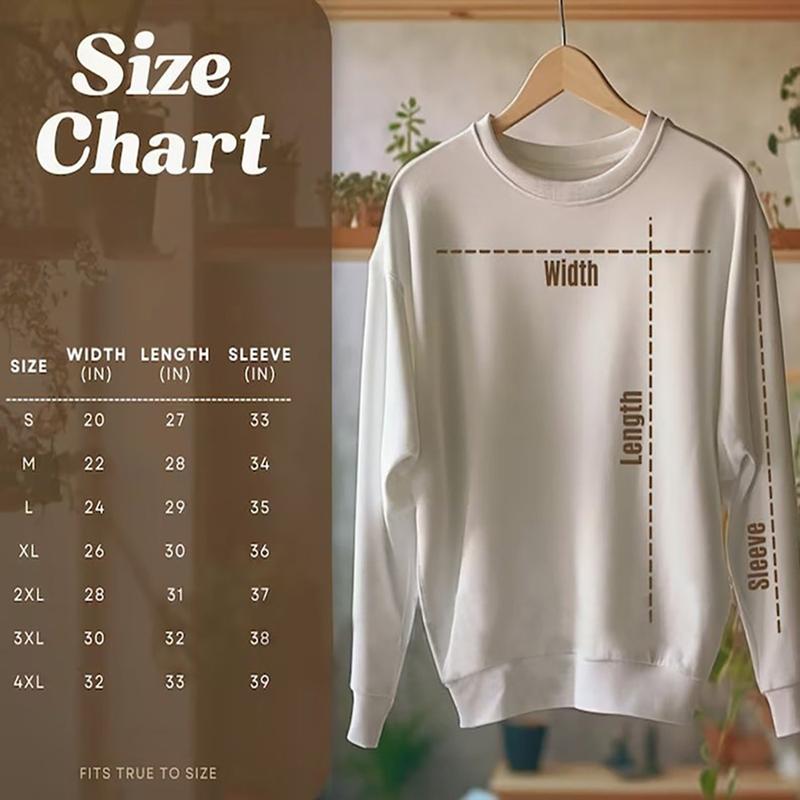 Size
Chart
SIZE WIDTH (IN) LENGTH (IN) SLEEVE (IN)
S 20 27 33
M 22 28 34
L 24 29 35
XL 26 30 36
2XL 28 31 37
3XL 30 32 38
4XL 32 33 39
FITS TRUE TO SIZE
Width
Length
Sleeve